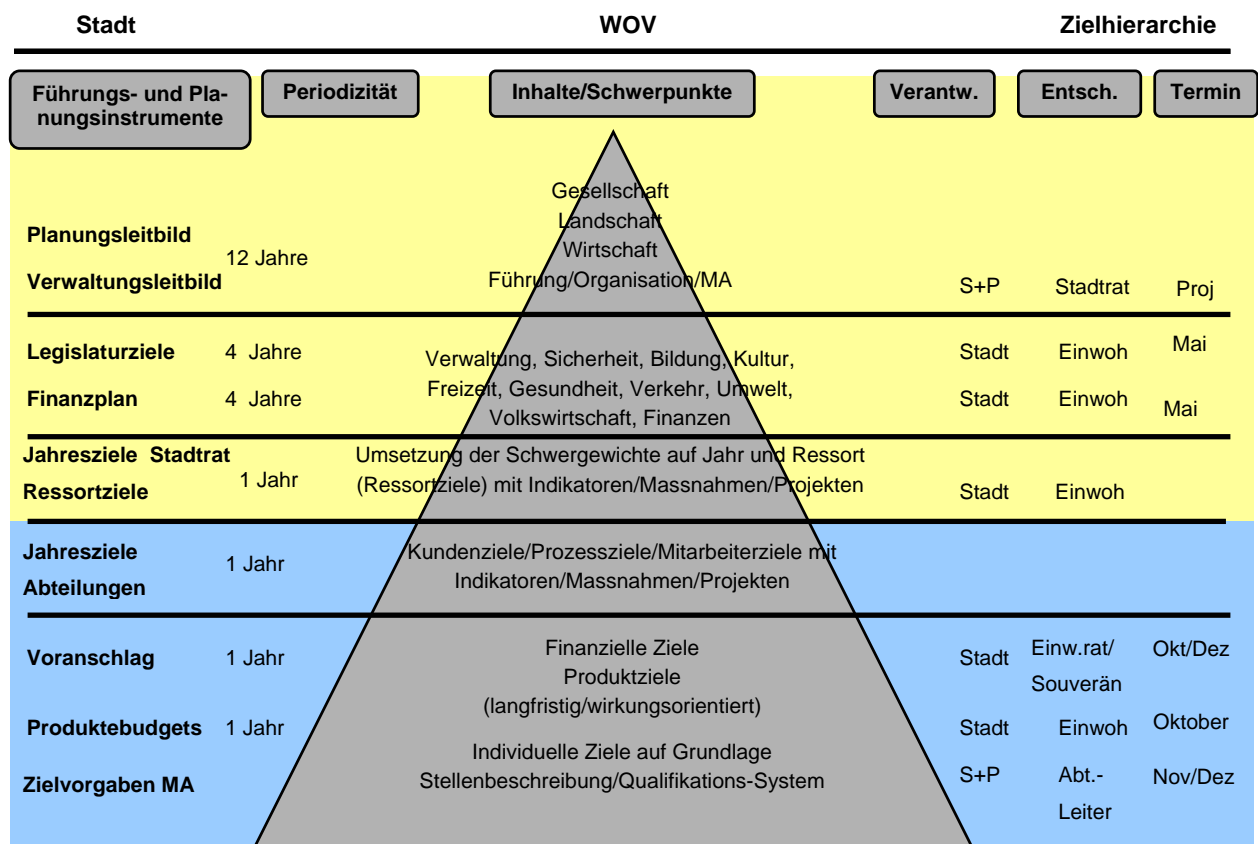 Stadt WOV Zielhierarchie
Führungs- und Pla-
nungsinstrumente
Periodizität
Inhalte/Schwerpunkte
Verantw.
Entsch.
Termin
Gesellschaft
Landschaft
Wirtschaft
Führung/Organisation/MA
Planungsleitbild
12 Jahre
Verwaltungsleitbild
S+P Stadtrat Proj
Legislaturziele 4 Jahre
Verwaltung, Sicherheit, Bildung, Kultur,
Freizeit, Gesundheit, Verkehr, Umwelt,
Volkswirtschaft, Finanzen
Stadt Einwoh Mai
Finanzplan 4 Jahre
Stadt Einwoh Mai
Jahresziele Stadtrat
Ressortziele
1 Jahr
Umsetzung der Schwergewichte auf Jahr und Ressort
(Ressortziele) mit Indikatoren/Massnahmen/Projekten
Stadt Einwoh
Jahresziele
Abteilungen
1 Jahr
Kundenziele/Prozessziele/Mitarbeiterziele mit
Indikatoren/Massnahmen/Projekten
Voranschlag 1 Jahr
Finanzielle Ziele
Produktziele
(langfristig/wirkungsorientiert)
Stadt
Einw.rat/
Souverän
Okt/Dez
Produktebudgets 1 Jahr
Stadt Einwoh Oktober
Individuelle Ziele auf Grundlage
Stellenbeschreibung/Qualifikations-System
Zielvorgaben MA
S+P
Abt.-
Leiter
Nov/Dez